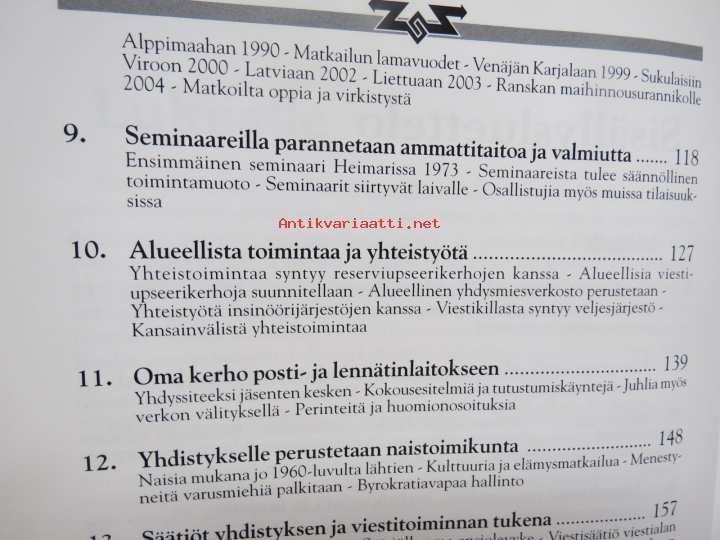 Alppimaahan 1990 - Matkailun lamavuodet - Venäjän Karjalaan 1999 - Sukulaisiin
Viroon 2000 - Latviaan 2002 - Liettuaan 2003 - Ranskan maihinnousurannikolle
2004 - Matkoilta oppia ja virkistystä
9. Seminaareilla parannetaan ammattitaitoa ja valmiutta ....... 118
Ensimmäinen seminaari Heimarissa 1973 - Seminaareista tulee säännöllinen
toimintamuoto - Seminaarit siirtyvät laivalle - Osallistujia myös muissa tilaisuuk-
sissa
Antikvariaatti.net
10. Alueellista toimintaa ja yhteistyötä ...................................... 127
Yhteistoimintaa syntyy reserviupseerikerhojen kanssa - Alueellisia viesti-
upseerikerhoja suunnitellaan - Alueellinen yhdysmiesverkosto perustetaan -
Yhteistyötä insinöörijärjestöjen kanssa - Viestikillasta syntyy veljesjärjestö -
Kansainvälistä yhteistoimintaa
11. Oma kerho posti- ja lennätinlaitokseen ............................... 139
Yhdyssiteeksi jäsenten kesken - Kokousesitelmiä ja tutustumiskäyntejä - Juhlia myös
verkon välityksellä - Perinteitä ja huomionosoituksia
12. Yhdistykselle perustetaan naistoimikunta ......................... 148
Naisia mukana jo 1960-luvulta lähtien - Kulttuuria ja elämysmatkailua - Menesty-
neitä varusmiehiä palkitaan - Byrokratiavapaa hallinto
13. Säätiöt yhdistyksen ja viestitoiminnan tukena .................. 157
Viestisäätiö viestialan